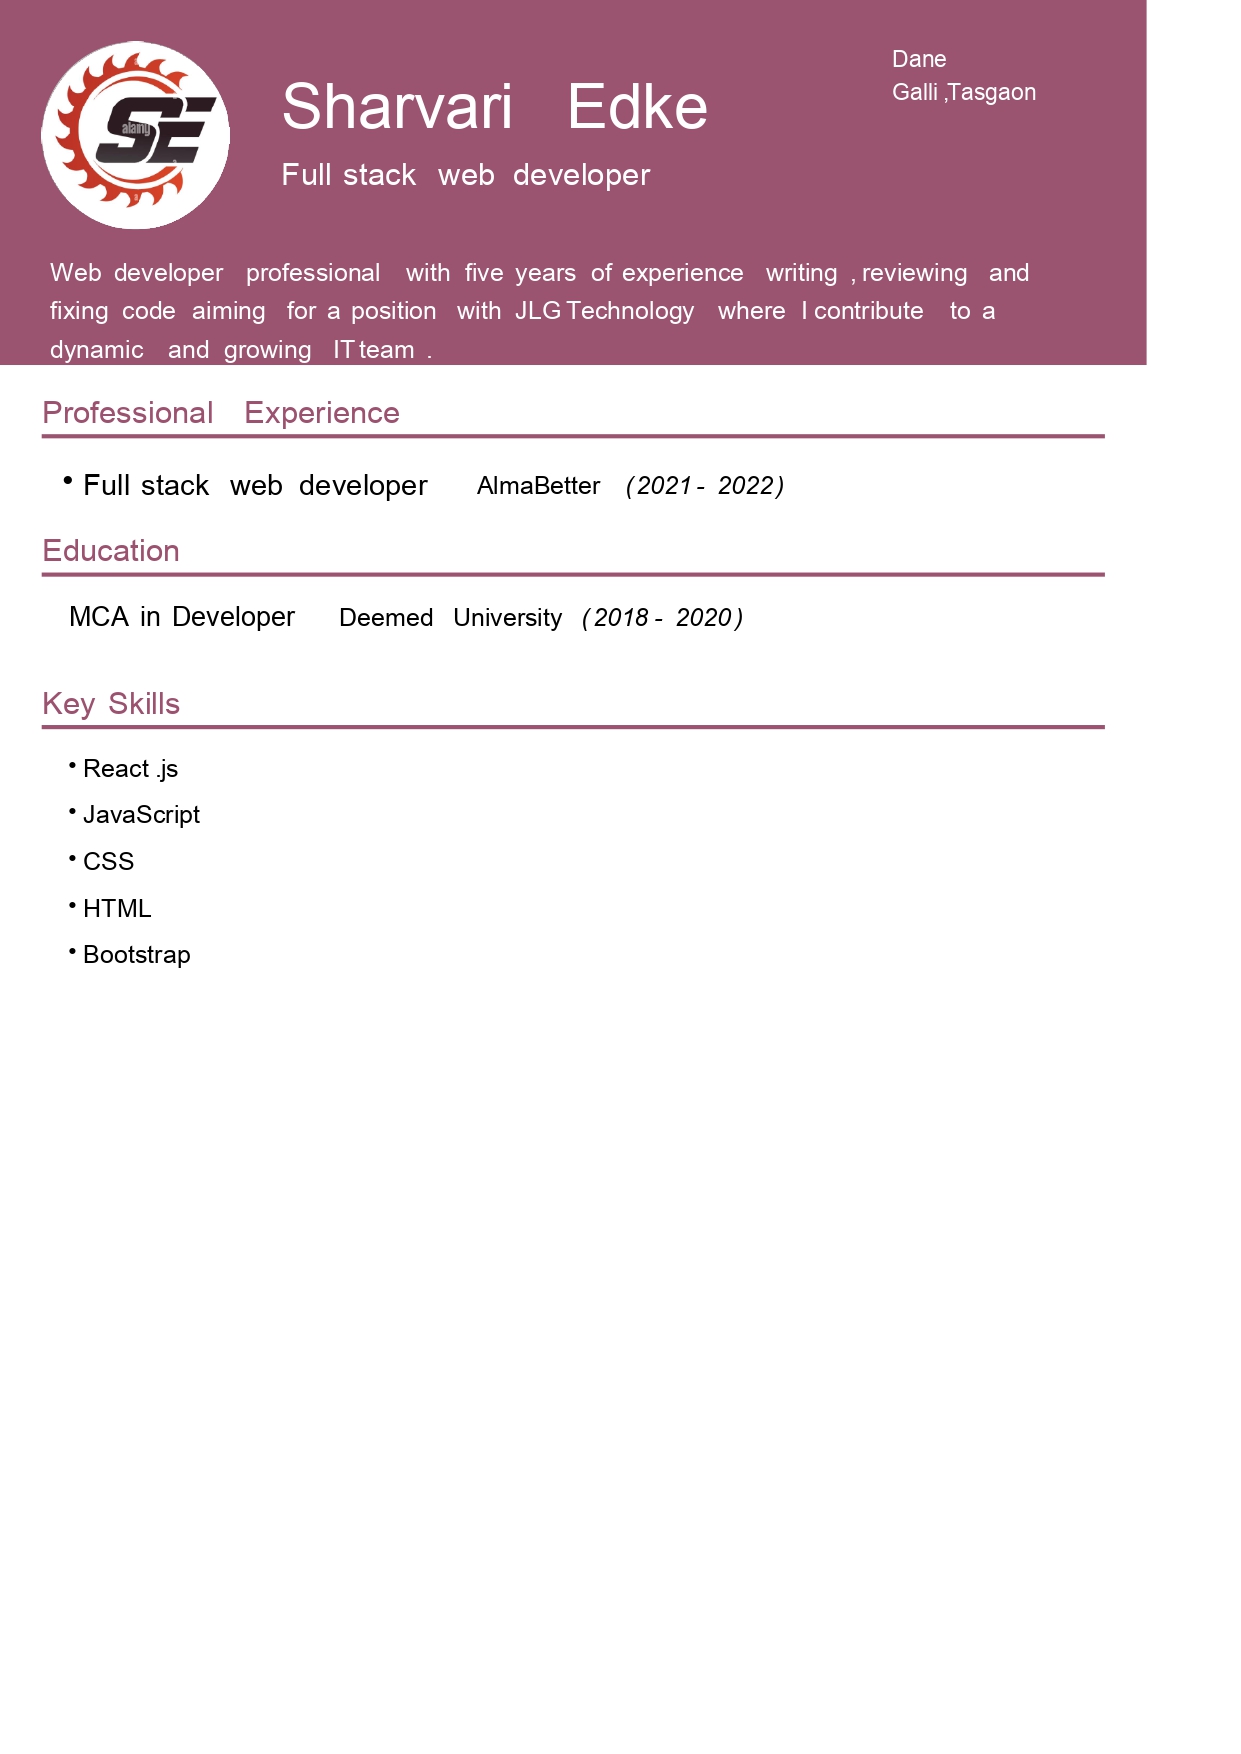 Dane
Galli ,Tasgaon
SE
alamy
a
a
a
a
Sharvari Edke
Full stack web developer
Web developer professional with five years of experience writing , reviewing and
fixing code aiming for a position with JLG Technology where I contribute to a
dynamic and growing IT team .
Professional Experience
• Full stack web developer AlmaBetter (2021 - 2022)
Education
MCA in Developer Deemed University (2018 - 2020)
Key Skills
• React .js
• JavaScript
• CSS
• HTML
• Bootstrap